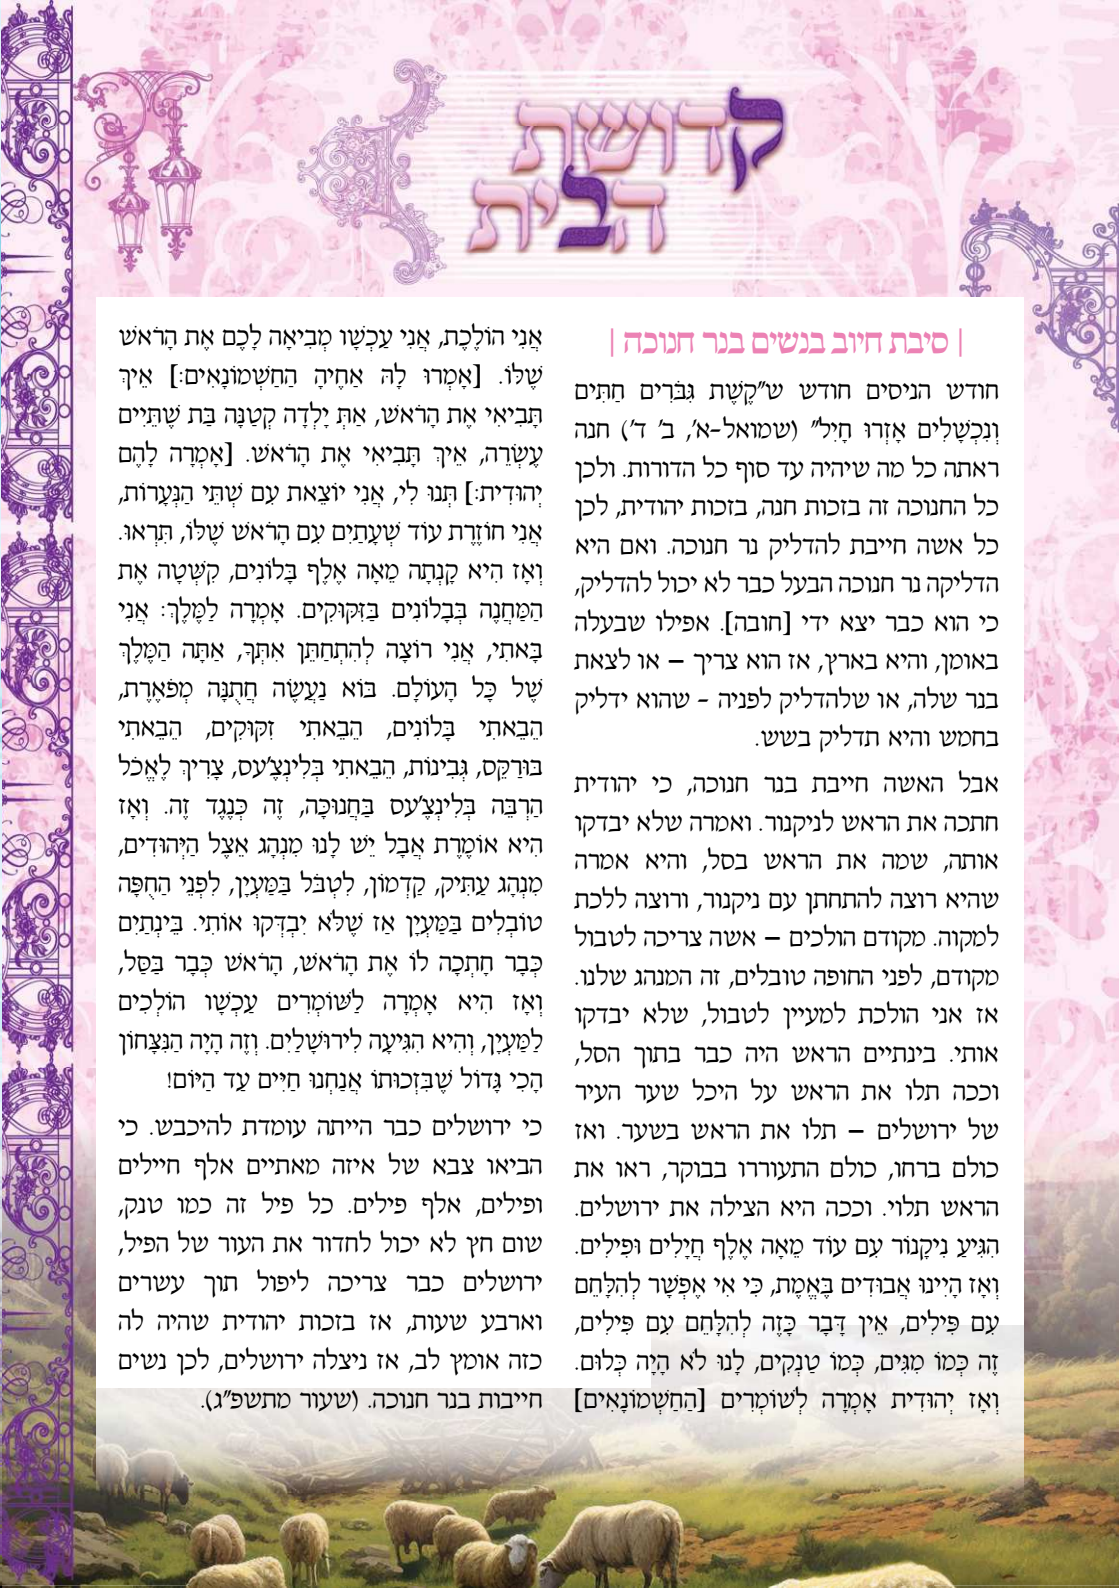 קדושת
הבית
| סיבת חיוב בנשים בנר חנוכה |
חודש הניסים חודש ש"קֶשֶׁת גִּבֹּרִים חַתִּים
וְנִכְשָׁלִים אָזְרוּ חָיִל" (שמואל-א', ב' ד') חנה
ראתה כל מה שיהיה עד סוף כל הדורות. ולכן
כל החנוכה זה בזכות חנה, בזכות יהודית, לכן
כל אשה חייבת להדליק נר חנוכה. ואם היא
הדליקה נר חנוכה הבעל כבר לא יכול להדליק,
כי הוא כבר יצא ידי [חובה]. אפילו שבעלה
באומן, והיא בארץ, אז הוא צריך – או לצאת
בנר שלה, או שלהדליק לפניה - שהוא ידליק
בחמש והיא תדליק בשש.
אבל האשה חייבת בנר חנוכה, כי יהודית
חתכה את הראש לניקנור. ואמרה שלא יבדקו
אותה, שמה את הראש בסל, והיא אמרה
שהיא רוצה להתחתן עם ניקנור, ורוצה ללכת
למקוה. מקודם הולכים – אשה צריכה לטבול
מקודם, לפני החופה טובלים, זה המנהג שלנו.
אז אני הולכת למעיין לטבול, שלא יבדקו
אותי. בינתיים הראש היה כבר בתוך הסל,
וככה תלו את הראש על היכל שער העיר
של ירושלים – תלו את הראש בשער. ואז
כולם ברחו, כולם התעוררו בבוקר, ראו את
הראש תלוי. וככה היא הצילה את ירושלים.
הִגִּיעַ נִיקָנוֹר עִם עוֹד מֵאָה אֶלֶף חַיָּלִים וּפִילִים.
וְאָז הָיִינוּ אֲבוּדִים בֶּאֱמֶת, כִּי אִי אֶפְשָׁר לְהִלָּחֵם
עִם פִּילִים, אֵין דָּבָר כָּזֶה לְהִלָּחֵם עִם פִּילִים,
זֶה כְּמוֹ מִגִּים, כְּמוֹ טַנְקִים, לָנוּ לֹא הָיָה כְּלוּם.
וְאָז יְהוּדִית אָמְרָה לְשׁוֹמְרִים [הַחַשְׁמוֹנָאִים]
אֲנִי הוֹלֶכֶת, אֲנִי עַכְשָׁו מְבִיאָה לָכֶם אֶת הָרֹאשׁ
שֶׁלּוֹ. [אָמְרוּ לָהּ אַחֶיהָ הַחַשְׁמוֹנָאִים:] אֵיךְ
תָּבִיאִי אֶת הָרֹאשׁ, אַתְּ יַלְדָּה קְטַנָּה בַּת שְׁתֵּיים
עֶשְׂרֵה, אֵיךְ תָּבִיאִי אֶת הָרֹאשׁ. [אָמְרָה לָהֶם
יְהוּדִית:] תְּנוּ לִי, אֲנִי יוֹצֵאת עִם שְׁתֵּי הַנְּעָרוֹת,
אֲנִי חוֹזֶרֶת עוֹד שְׁעָתַיִם עִם הָרֹאשׁ שֶׁלּוֹ, תִּרְאוּ.
וְאָז הִיא קָנְתָה מֵאָה אֶלֶף בָּלוֹנִים, קִשְּׁטָה אֶת
הַמַּחֲנֶה בְּבָלוֹנִים בַּזִּקּוּקִים. אָמְרָה לַמֶּלֶךְ: אֲנִי
בָּאתִי, אֲנִי רוֹצָה לְהִתְחַתֵּן אִתְּךָ, אַתָּה הַמֶּלֶךְ
שֶׁל כָּל הָעוֹלָם. בּוֹא נַעֲשֶׂה חֲתֻנָּה מְפֹאֶרֶת,
הֵבֵאתִי בָּלוֹנִים, הֵבֵאתִי זִקּוּקִים, הֵבֵאתִי
בּוּרֶקַס, גְּבִינוֹת, הֵבֵאתִי בְּלִינְצֶ'עס, צָרִיךְ לֶאֱכֹל
הַרְבֵּה בְּלִינְצֶ'עס בַּחֲנוּכָּה, זֶה כְּנֶגֶד זֶה. וְאָז
הִיא אוֹמֶרֶת אֲבָל יֵשׁ לָנוּ מִנְהָג אֵצֶל הַיְּהוּדִים,
מִנְהָג עַתִּיק, קַדְמוֹן, לִטְבֹּל בַּמַּעְיָן, לִפְנֵי הַחֻפָּה
טוֹבְלִים בַּמַּעְיָן אַז שֶׁלֹּא יִבְדְּקוּ אוֹתִי. בֵּינְתַיִם
כְּבָר חָתְכָה לוֹ אֶת הָרֹאשׁ, הָרֹאשׁ כְּבָר בַּסַּל,
וְאָז הִיא אָמְרָה לַשּׁוֹמְרִים עַכְשָׁו הוֹלְכִים
לַמַּעְיָן, וְהִיא הִגִּיעָה לִירוּשָׁלַיִם. וְזֶה הָיָה הַנִּצָּחוֹן
הָכִי גָּדוֹל שֶׁבִּזְכוּתוֹ אֲנַחְנוּ חַיִּים עַד הַיּוֹם!
כי ירושלים כבר הייתה עומדת להיכבש. כי
הביאו צבא של איזה מאתיים אלף חיילים
ופילים, אלף פילים. כל פיל זה כמו טנק,
שום חץ לא יכול לחדור את העור של הפיל,
ירושלים כבר צריכה ליפול תוך עשרים
וארבע שעות, אז בזכות יהודית שהיה לה
כזה אומץ לב, אז ניצלה ירושלים, לכן נשים
חייבות בנר חנוכה. (שעור מתשפ"ג).